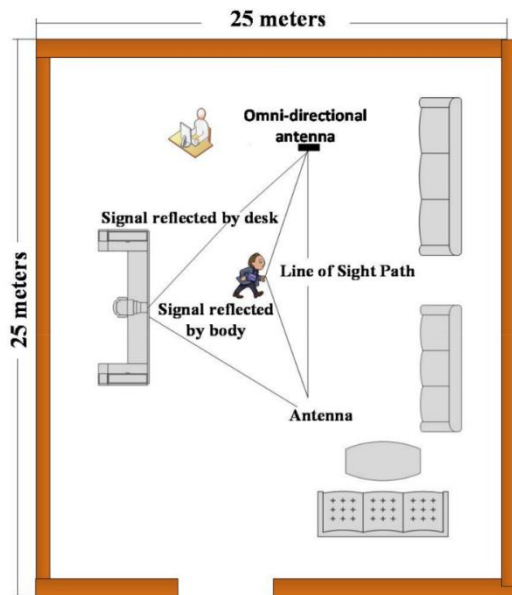 25 meters
Omni-directional
antenna
Signal reflected by desk
Line of Sight Path
Signal reflected
by body
25 meters
Antenna